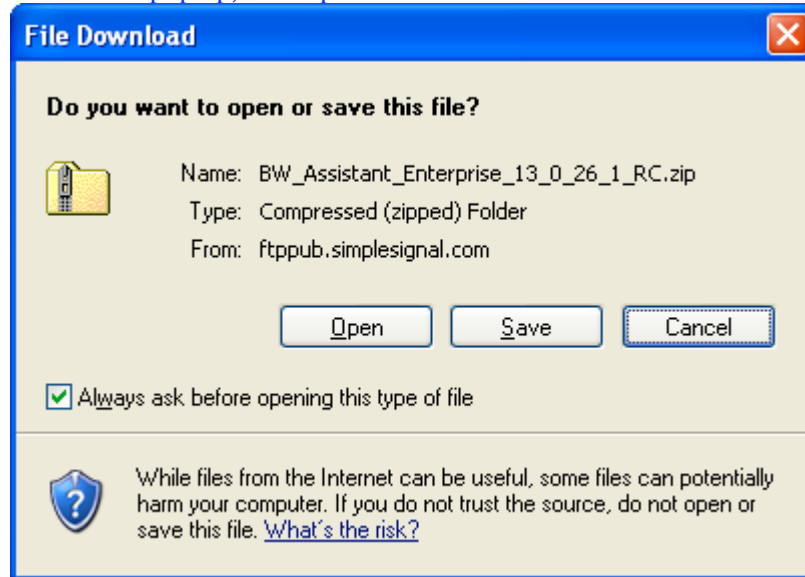 File Download
Do you want to open or save this file?
Name: BW_Assistant_Enterprise_13_0_26_1_RC.zip
Type: Compressed (zipped) Folder
From: ftppub.simplesignal.com
Open Save Cancel
Always ask before opening this type of file
While files from the Internet can be useful, some files can potentially
harm your computer. If you do not trust the source, do not open or
save this file. What's the risk?